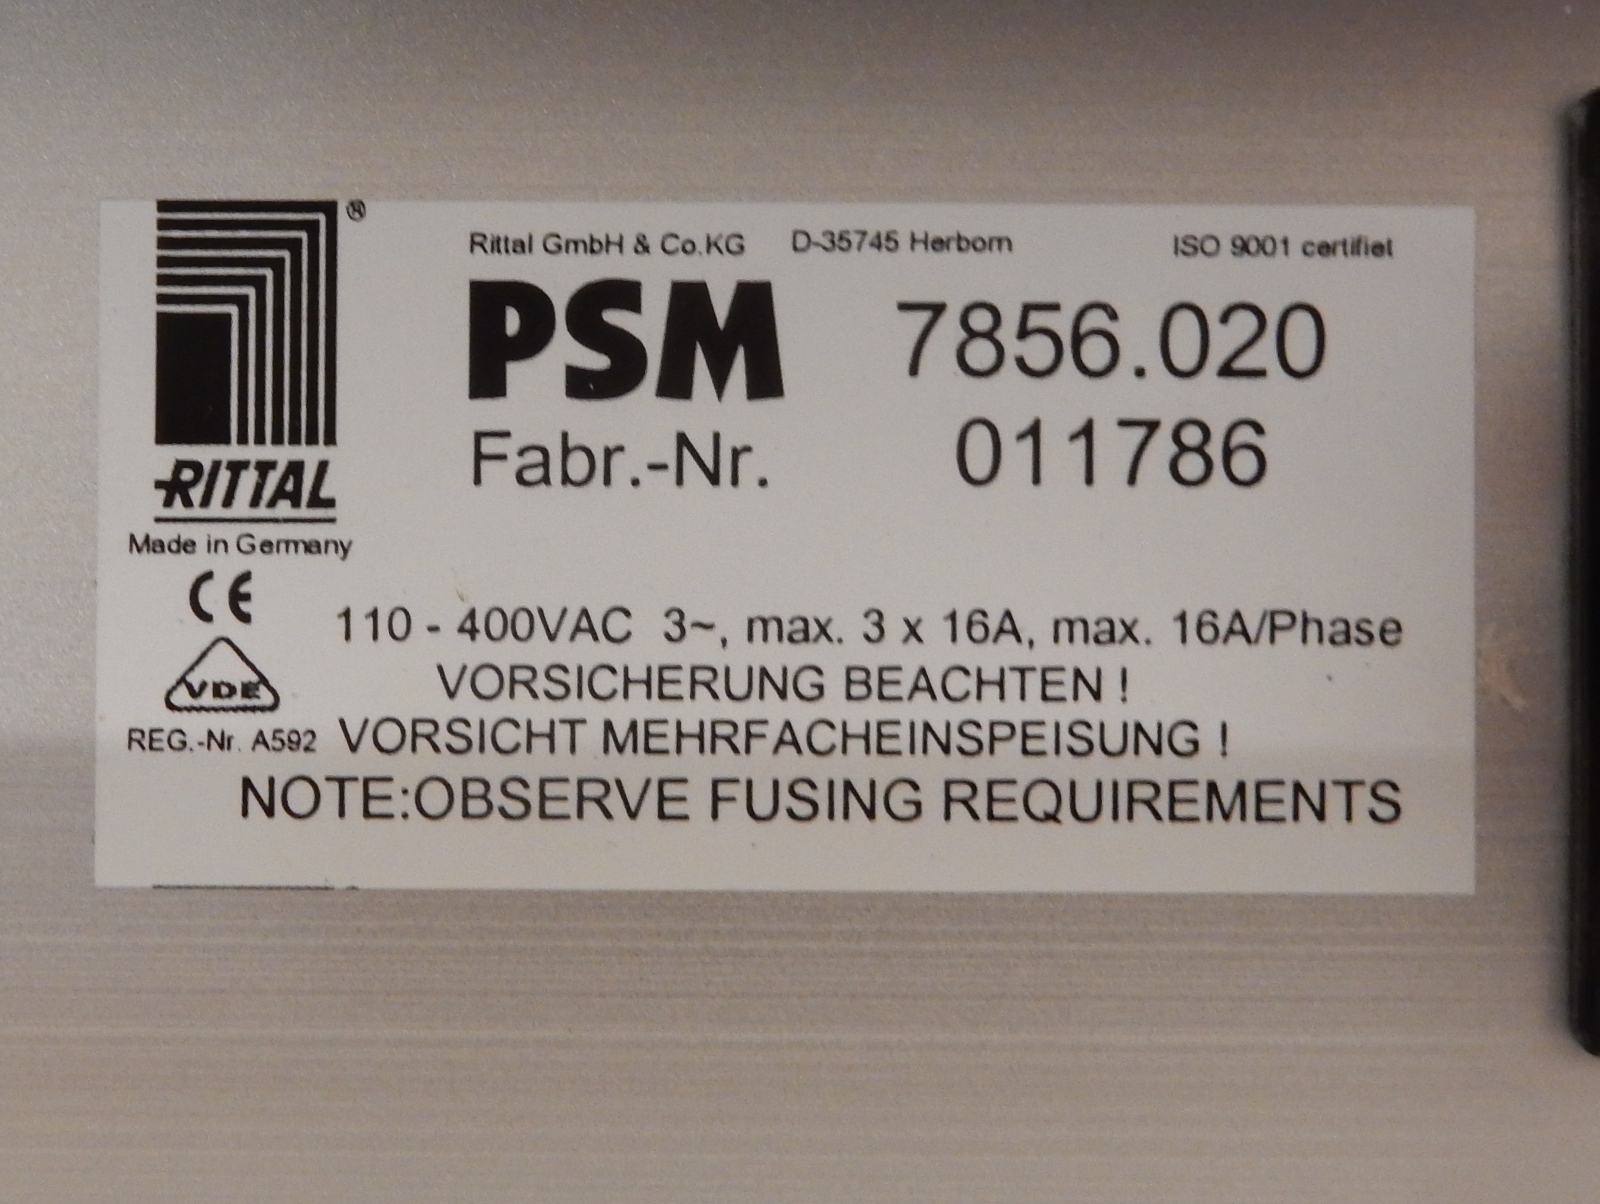 ®
Rittal GmbH & Co.KG D-35745 Herborn ISO 9001 certifiet
PSM 7856.020
Fabr.-Nr. 011786
RITTAL
Made in Germany
CE
110 - 400VAC 3~, max. 3 x 16A, max. 16A/Phase
VORSICHERUNG BEACHTEN !
VDE
REG.-Nr. A592 VORSICHT MEHRFACHEINSPEISUNG !
NOTE:OBSERVE FUSING REQUIREMENTS